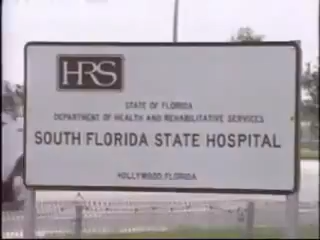 HRS
STATE OF FLORIDA
DEPARTMENT OF HEALTH AND REHABILITATIVE SERVICES
SOUTH FLORIDA STATE HOSPITAL
HOLLYWOOD, FLORIDA